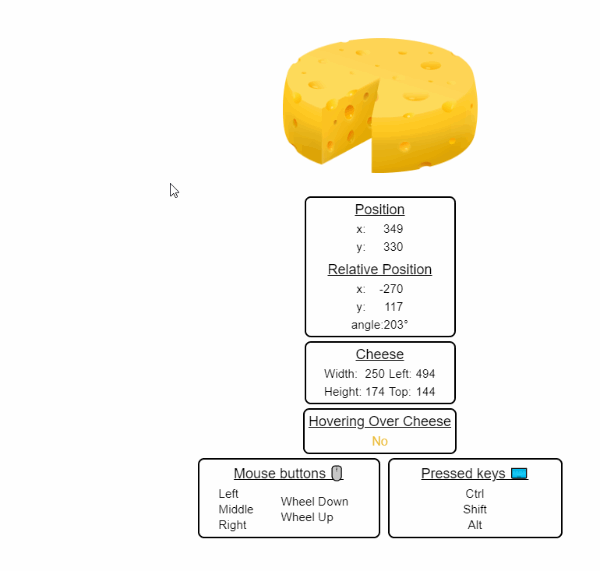 Position
x: 349
y: 330
Relative Position
x: -270
y: 117
angle:203°
Cheese
Width: 250 Left: 494
Height: 174 Top: 144
Hovering Over Cheese
No
Mouse buttons
Left
Middle
Right
Wheel Down
Wheel Up
Pressed keys
Ctrl
Shift
Alt